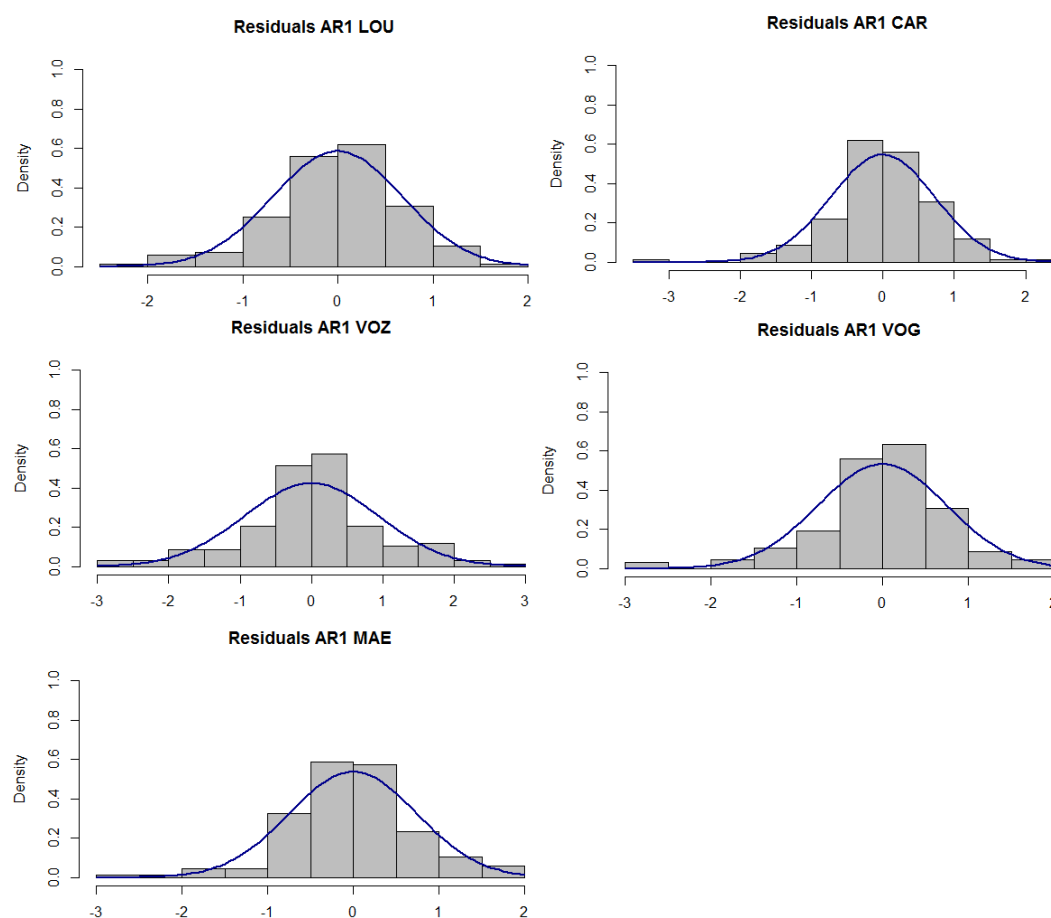 Residuals AR1 LOU
Density
0.0 0.2 0.4 0.6 0.8 1.0
-2 -1 0 1 2
Residuals AR1 CAR
Density
0.0 0.2 0.4 0.6 0.8 1.0
-3 -2 -1 0 1 2
Residuals AR1 VOZ
Density
0.0 0.2 0.4 0.6 0.8 1.0
-3 -2 -1 0 1 2 3
Residuals AR1 VOG
Density
0.0 0.2 0.4 0.6 0.8 1.0
-3 -2 -1 0 1 2
Residuals AR1 MAE
Density
0.0 0.2 0.4 0.6 0.8 1.0
-3 -2 -1 0 1 2